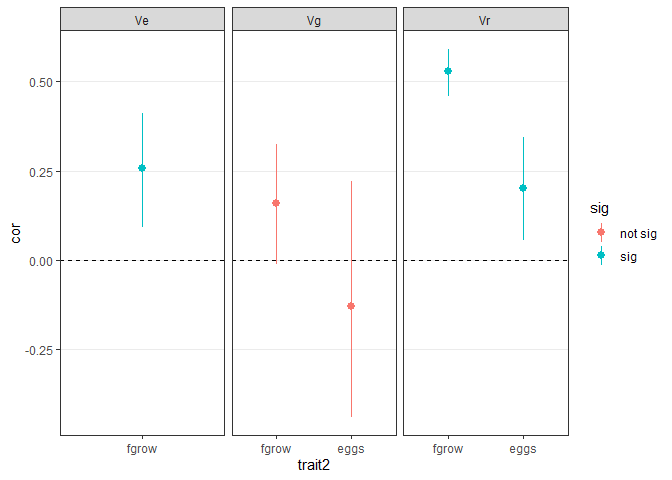 Ve Vg Vr
0.50
0.25
0.00
-0.25
cor
fgrow fgrow eggs fgrow eggs
trait2
sig
not sig
sig